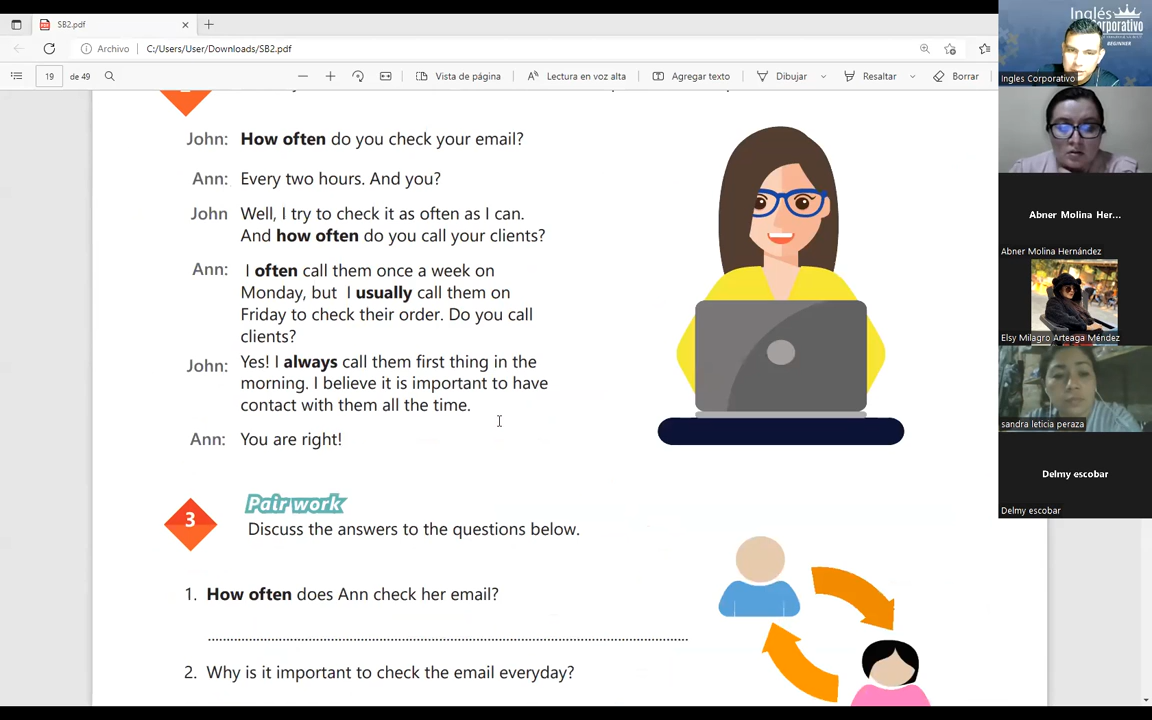 SB2.pdf
Archivo
C:/Users/User/Downloads/SB2.pdf
19
de 49
Vista de página
Lectura en voz alta
Agregar texto
Dibujar
Resaltar
Borrar
John: How often do you check your email?
Ann: Every two hours. And you?
John Well, I try to check it as often as I can.
And how often do you call your clients?
Ann: I often call them once a week on
Monday, but I usually call them on
Friday to check their order. Do you call
clients?
John: Yes! I always call them first thing in the
morning. I believe it is important to have
contact with them all the time.
Ann: You are right!
3
Pair work
Discuss the answers to the questions below.
1. How often does Ann check her email?
2. Why is it important to check the email everyday?
Inglés
Corporativo
BEGINNER
Ingles Corporativo
Abner Molina Her...
Abner Molina Hernández
Elsy Milagro Arteaga Méndez
sandra leticia peraza
Delmy escobar
Delmy escobar